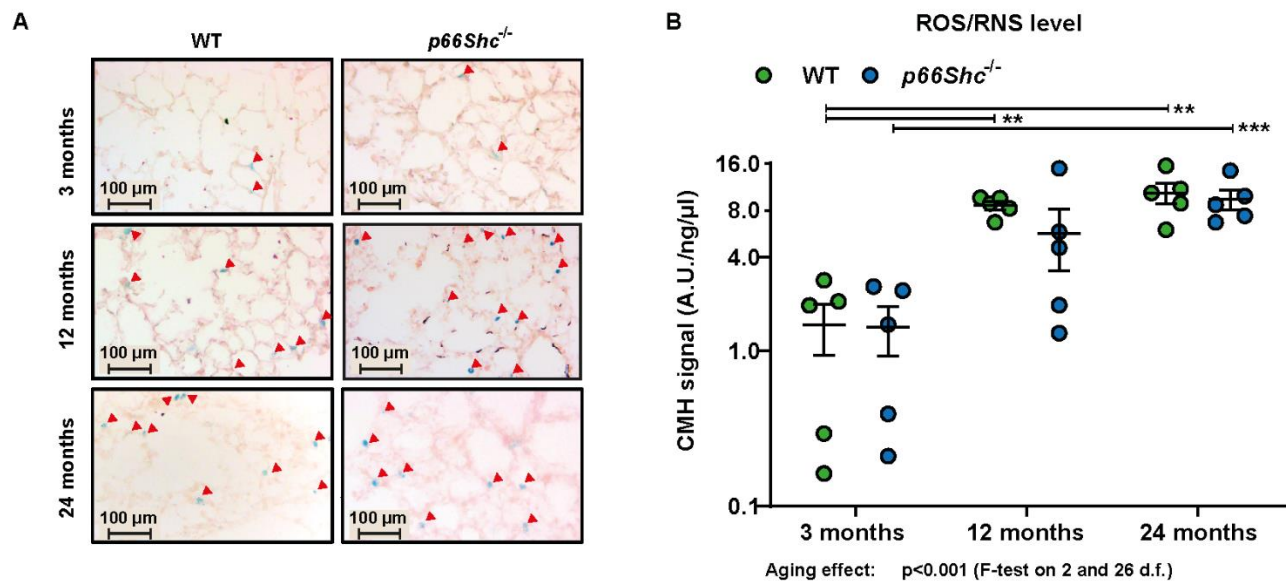 A
WT
p66Shc-/-
3 months
100 µm
100 µm
12 months
100 µm
100 µm
24 months
100 µm
100 µm
B
ROS/RNS level
WT p66Shc-/-
**
**
***
CMH signal (A.U./ng/µl)
16.0
8.0
4.0
1.0
0.1
3 months 12 months 24 months
Aging effect: p<0.001 (F-test on 2 and 26 d.f.)